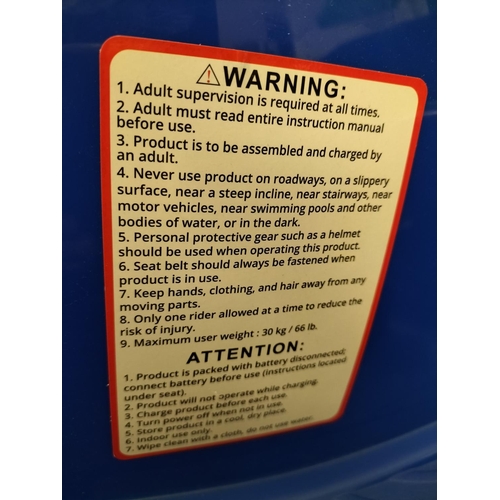 ⚠WARNING:
1. Adult supervision is required at all times.
2. Adult must read entire instruction manual
before use.
3. Product is to be assembled and charged by
an adult.
4. Never use product on roadways, on a slippery
surface, near a steep incline, near stairways, near
motor vehicles, near swimming pools and other
bodies of water, or in the dark.
5. Personal protective gear such as a helmet
should be used when operating this product.
6. Seat belt should always be fastened when
product is in use.
7. Keep hands, clothing, and hair away from any
moving parts.
8. Only one rider allowed at a time to reduce the
risk of injury.
9. Maximum user weight : 30 kg / 66 lb.
ATTENTION:
1. Product is packed with battery disconnected;
connect battery before use (instructions located
under seat).
2. Product will not operate while charging.
3. Charge product before each use.
4. Turn power off when not in use.
5. Store product in a cool, dry place.
6. Indoor use only.
7. Wipe clean with a cloth, do not use water.